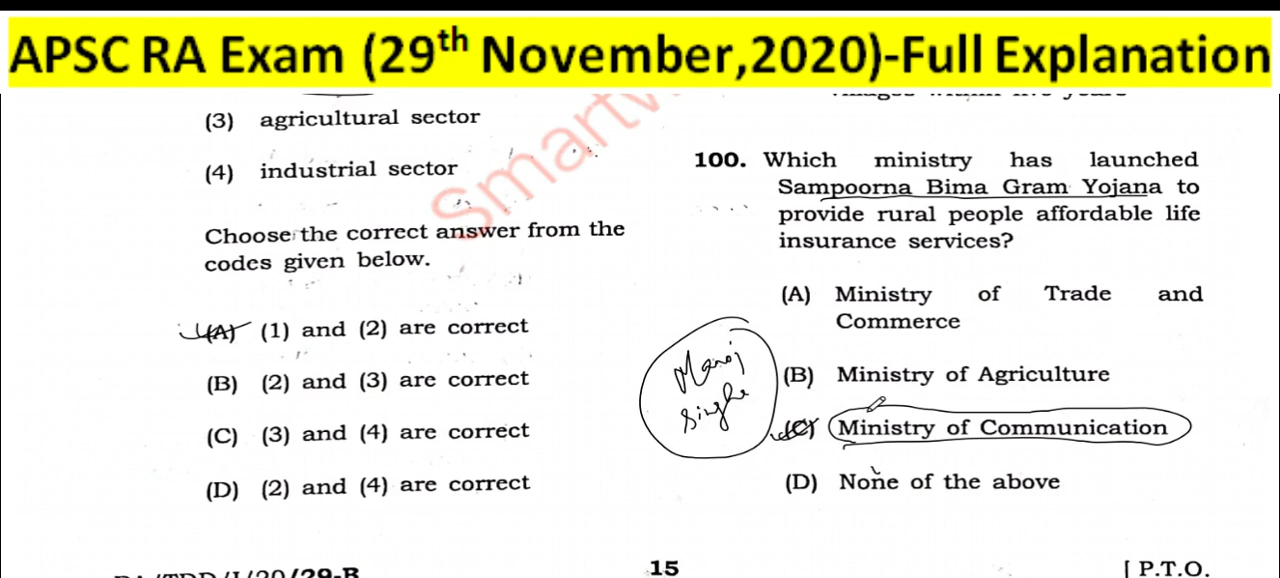 APSC RA Exam (29th November,2020)-Full Explanation
(3) agricultural sector
(4) industrial sector
Choose the correct answer from the
codes given below.
(A) (1) and (2) are correct
(B) (2) and (3) are correct
(C) (3) and (4) are correct
(D) (2) and (4) are correct
100. Which ministry has launched
Sampoorna Bima Gram Yojana to
provide rural people affordable life
insurance services?
(A) Ministry of Trade and
Commerce
(B) Ministry of Agriculture
(C) Ministry of Communication
(D) None of the above
Manoj
15
[ P.T.O.